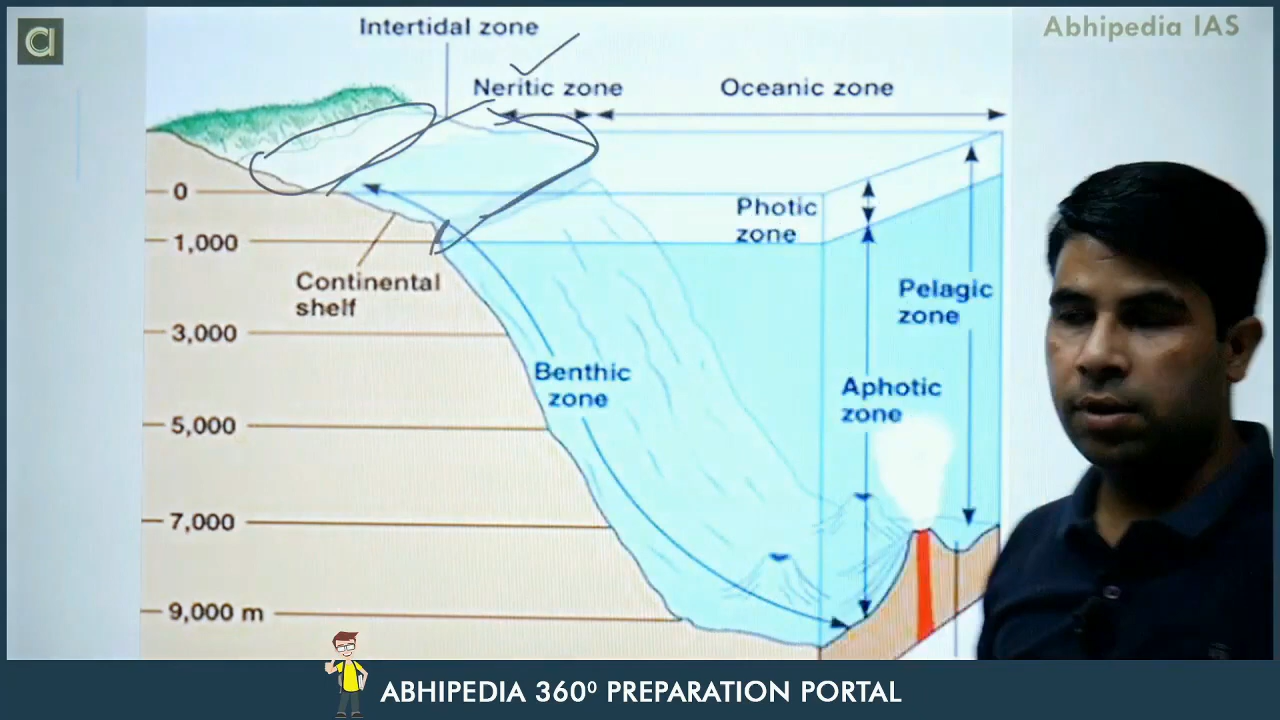 Abhipedia IAS
Intertidal zone
Neritic zone
Oceanic zone
0
Photic
zone
1,000
Continental
shelf
Pelagic
zone
3,000
Benthic
zone
Aphotic
zone
5,000
7,000
9,000 m
ABHIPEDIA 360⁰ PREPARATION PORTAL